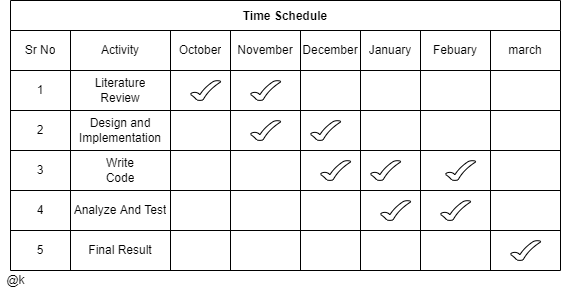 Time Schedule
Sr No Activity October November December January Febuary march
1 Literature Review
2 Design and Implementation
3 Write Code
4 Analyze And Test
5 Final Result
@k